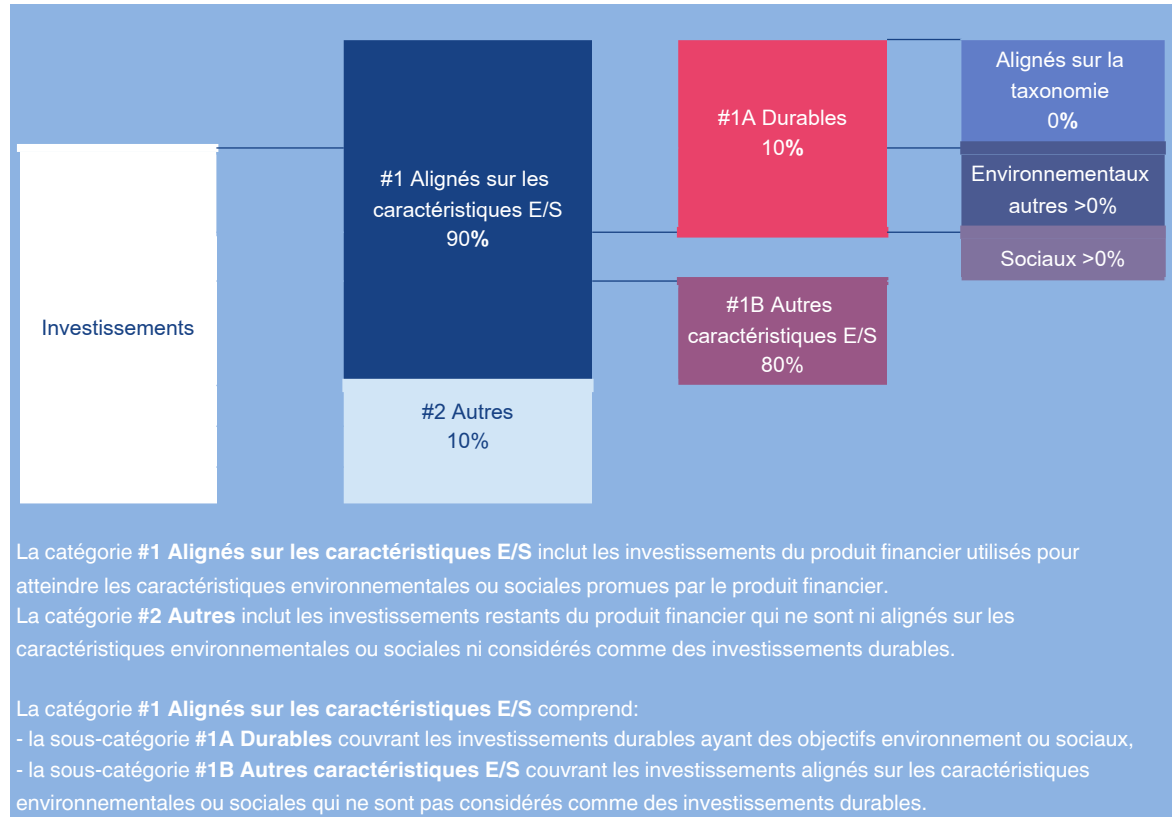 Investissements
#1 Alignés sur les
caractéristiques E/S
90%
#2 Autres
10%
#1A Durables
10%
#1B Autres
caractéristiques E/S
80%
Alignés sur la
taxonomie
0%
Environnementaux
autres >0%
Sociaux >0%
La catégorie #1 Alignés sur les caractéristiques E/S inclut les investissements du produit financier utilisés pour
atteindre les caractéristiques environnementales ou sociales promues par le produit financier.
La catégorie #2 Autres inclut les investissements restants du produit financier qui ne sont ni alignés sur les
caractéristiques environnementales ou sociales ni considérés comme des investissements durables.
La catégorie #1 Alignés sur les caractéristiques E/S comprend:
- la sous-catégorie #1A Durables couvrant les investissements durables ayant des objectifs environnement ou sociaux,
- la sous-catégorie #1B Autres caractéristiques E/S couvrant les investissements alignés sur les caractéristiques
environnementales ou sociales qui ne sont pas considérés comme des investissements durables.